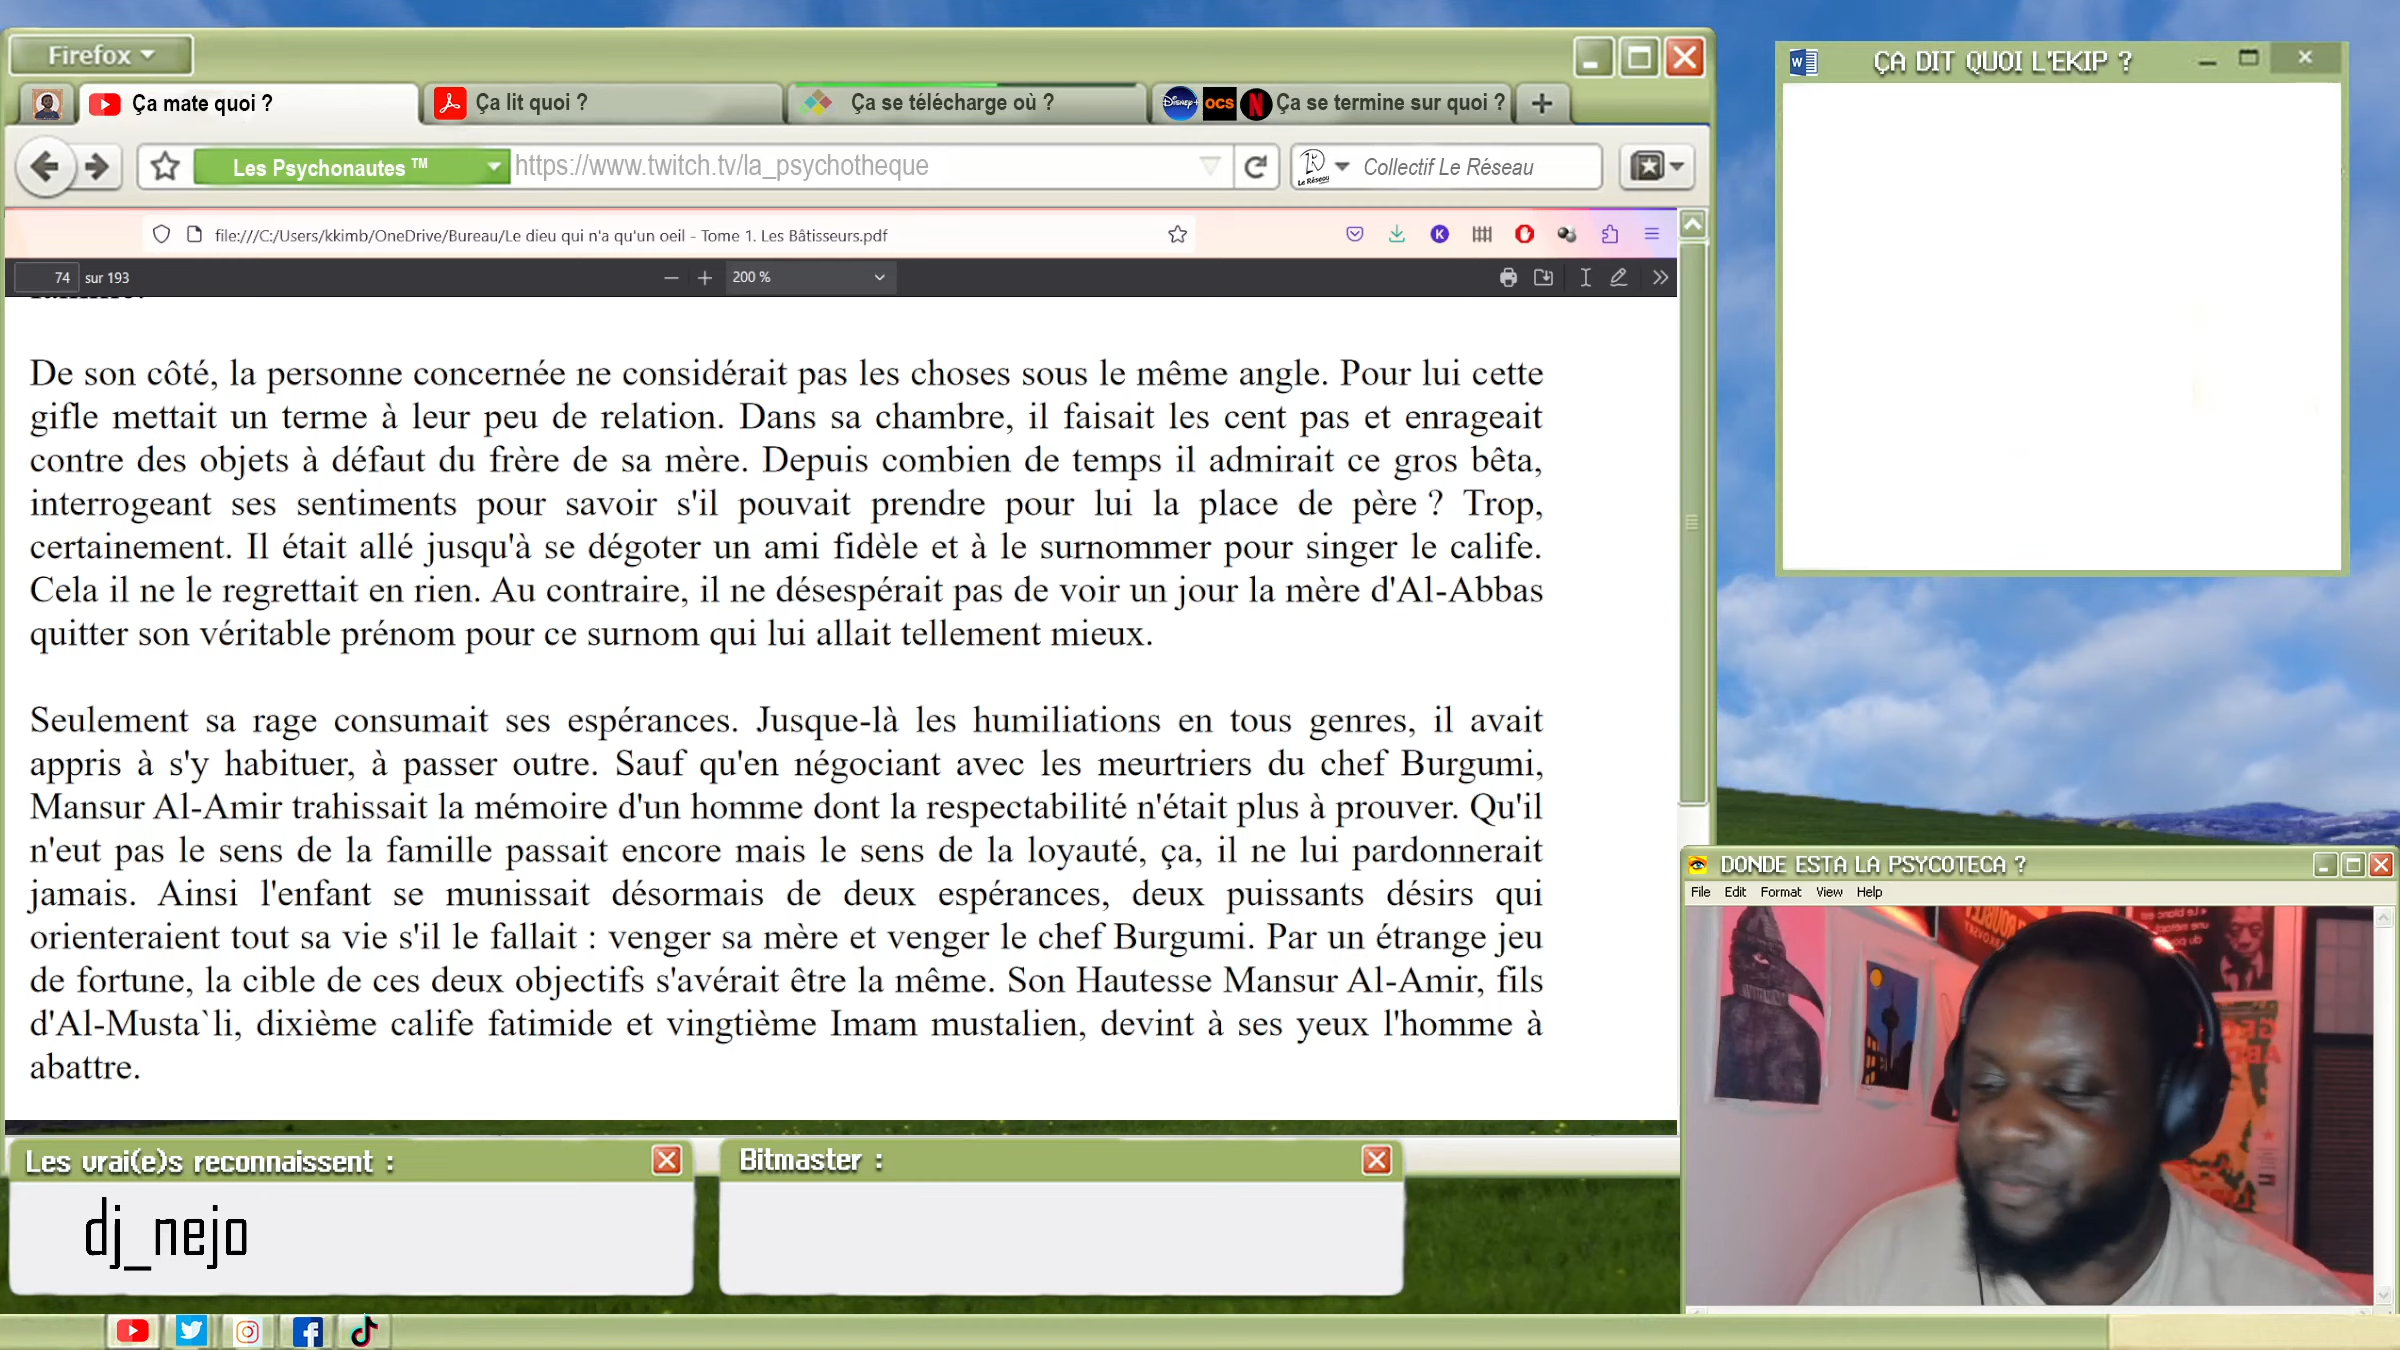 Firefox
Ça mate quoi ?
Ça lit quoi ?
Ça se télécharge où ?
Disney+ OCS N Ça se termine sur quoi ?
Les Psychonautes ™
https://www.twitch.tv/la_psychotheque
Le Réseau
Collectif Le Réseau
file:///C:/Users/kkimb/OneDrive/Bureau/Le dieu qui n'a qu'un oeil - Tome 1. Les Bâtisseurs.pdf
K
74 sur 193
200 %
De son côté, la personne concernée ne considérait pas les choses sous le même angle. Pour lui cette
gifle mettait un terme à leur peu de relation. Dans sa chambre, il faisait les cent pas et enrageait
contre des objets à défaut du frère de sa mère. Depuis combien de temps il admirait ce gros bêta,
interrogeant ses sentiments pour savoir s'il pouvait prendre pour lui la place de père ? Trop,
certainement. Il était allé jusqu'à se dégoter un ami fidèle et à le surnommer pour singer le calife.
Cela il ne le regrettait en rien. Au contraire, il ne désespérait pas de voir un jour la mère d'Al-Abbas
quitter son véritable prénom pour ce surnom qui lui allait tellement mieux.
Seulement sa rage consumait ses espérances. Jusque-là les humiliations en tous genres, il avait
appris à s'y habituer, à passer outre. Sauf qu'en négociant avec les meurtriers du chef Burgumi,
Mansur Al-Amir trahissait la mémoire d'un homme dont la respectabilité n'était plus à prouver. Qu'il
n'eut pas le sens de la famille passait encore mais le sens de la loyauté, ça, il ne lui pardonnerait
jamais. Ainsi l'enfant se munissait désormais de deux espérances, deux puissants désirs qui
orienteraient tout sa vie s'il le fallait : venger sa mère et venger le chef Burgumi. Par un étrange jeu
de fortune, la cible de ces deux objectifs s'avérait être la même. Son Hautesse Mansur Al-Amir, fils
d'Al-Musta`li, dixième calife fatimide et vingtième Imam mustalien, devint à ses yeux l'homme à
abattre.
Les vrai(e)s reconnaissent :
dj_nejo
Bitmaster :
W ÇA DIT QUOI L'EKIP ?
DONDE ESTA LA PSYCOTECA ?
File Edit Format View Help